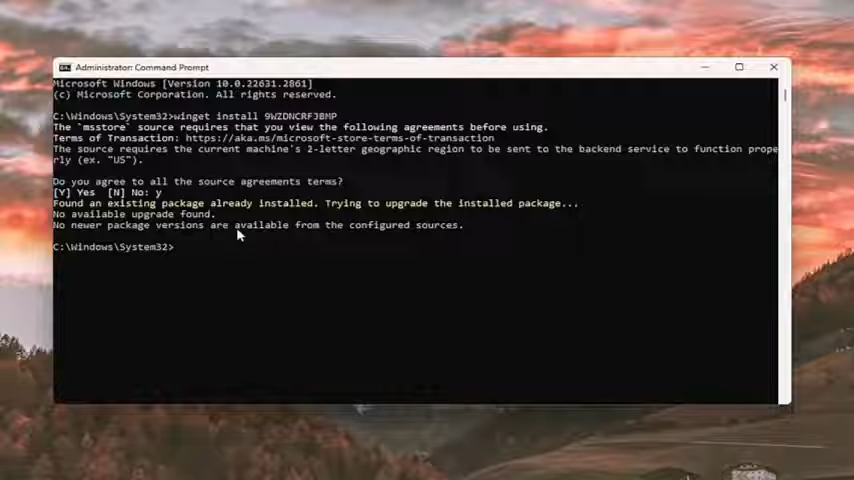 Administrator: Command Prompt
Microsoft Windows [Version 10.0.22631.2861]
(c) Microsoft Corporation. All rights reserved.
C:\Windows\System32>winget install 9WZDNCRFJBMP
The `msstore` source requires that you view the following agreements before using.
Terms of Transaction: https://aka.ms/microsoft-store-terms-of-transaction
The source requires the current machine's 2-letter geographic region to be sent to the backend service to function prope
rly (ex. "US").
Do you agree to all the source agreements terms?
[Y] Yes  [N] No: y
Found an existing package already installed. Trying to upgrade the installed package...
No available upgrade found.
No newer package versions are available from the configured sources.
C:\Windows\System32>